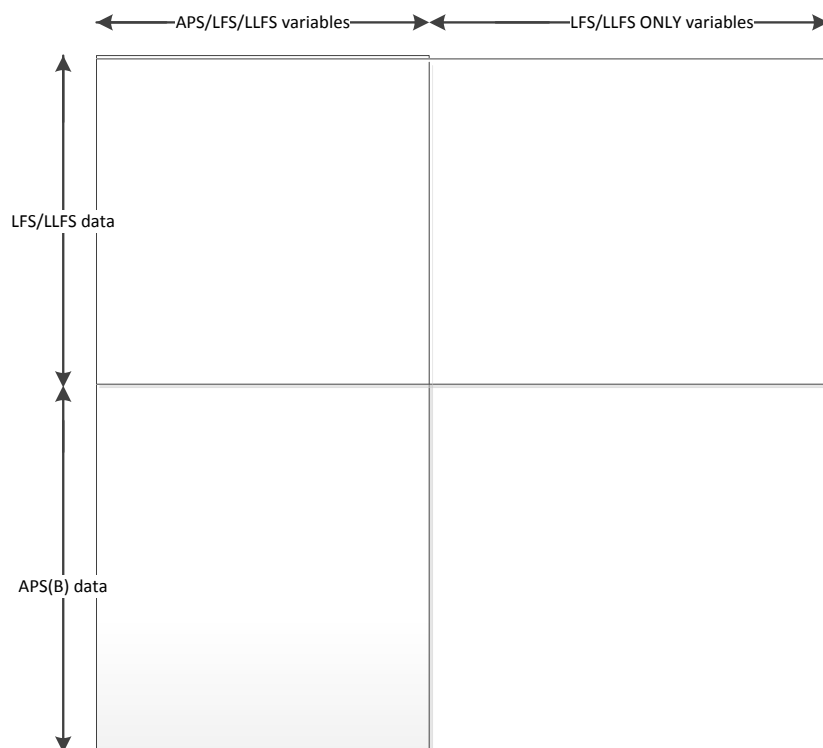 APS/LFS/LLFS variables
LFS/LLFS ONLY variables
LFS/LLFS data
APS(B) data